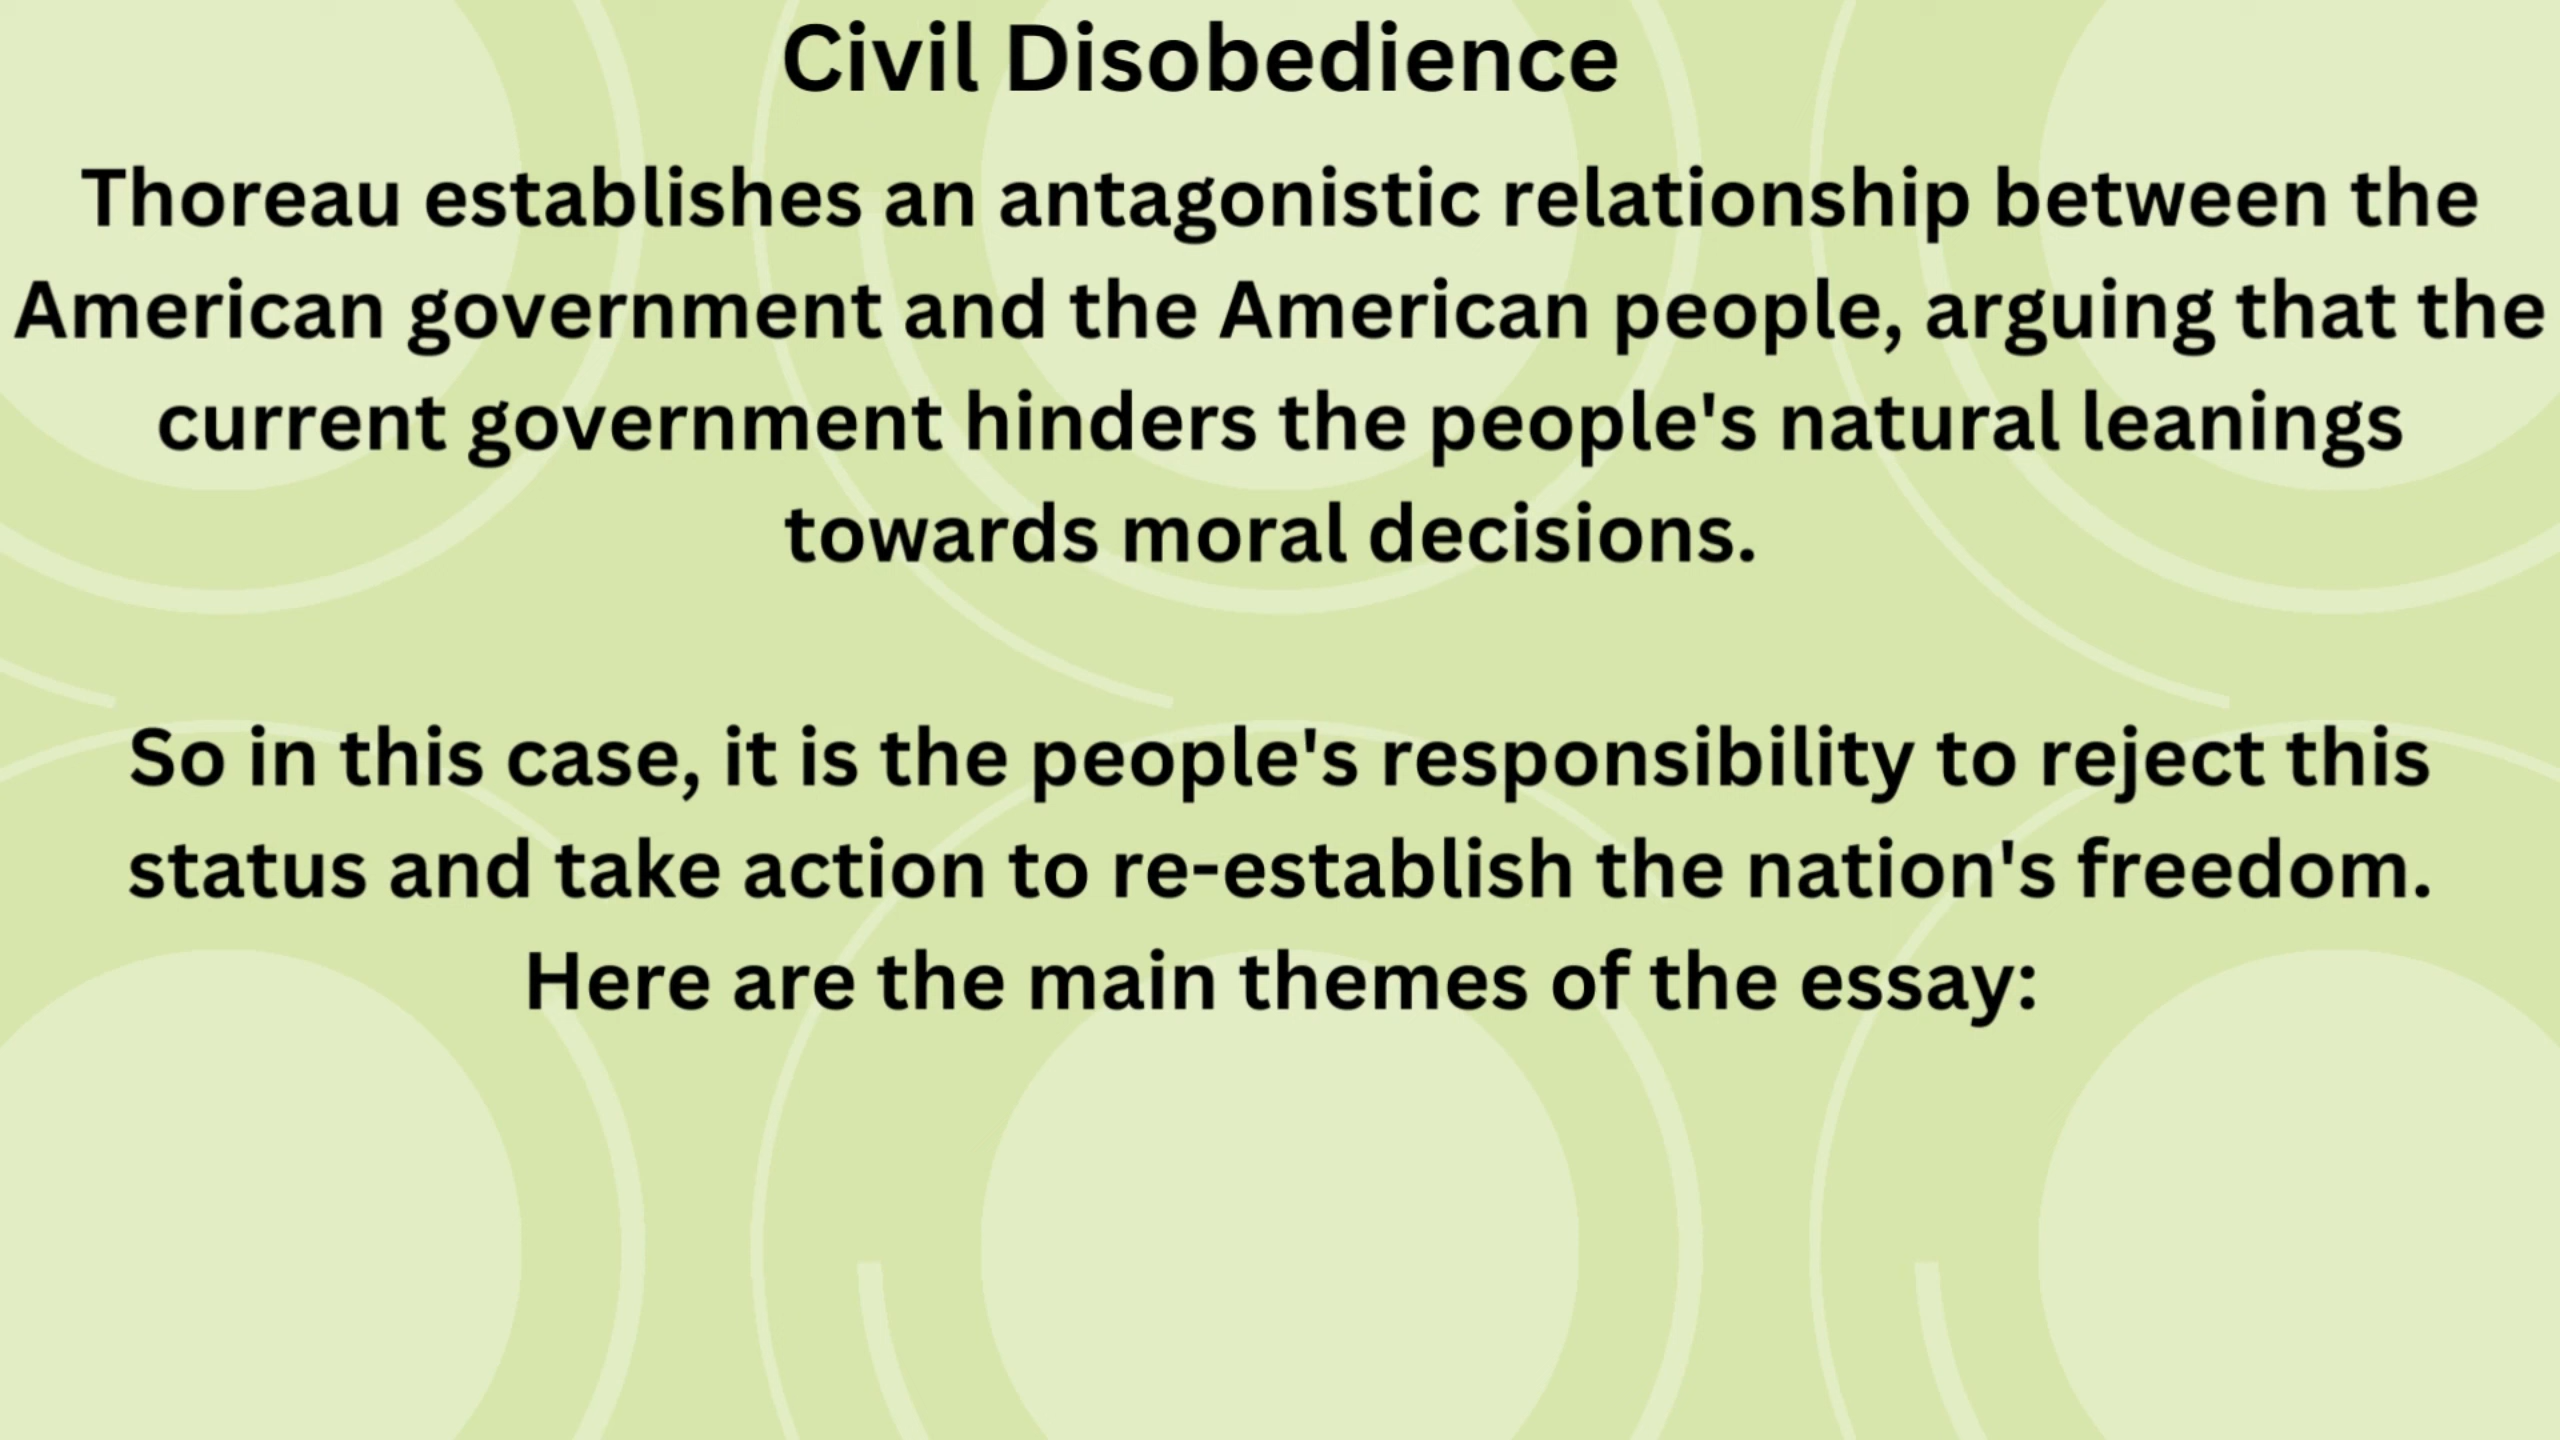 Civil Disobedience
Thoreau establishes an antagonistic relationship between the
American government and the American people, arguing that the
current government hinders the people's natural leanings
towards moral decisions.
So in this case, it is the people's responsibility to reject this
status and take action to re-establish the nation's freedom.
Here are the main themes of the essay: